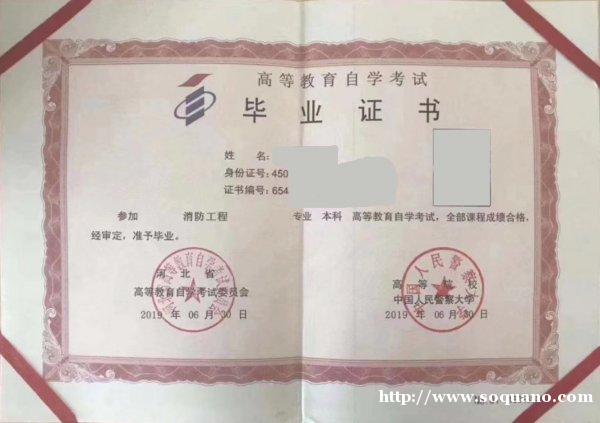 高等教育自学考试
毕业证书
姓 名:
身份证号: 450
证书编号: 654
参加 消防工程 专业 本科 高等教育自学考试,全部课程成绩合格,
经审定,准予毕业。
河 北 省
高等教育自学考试委员会
2019 年 06 月 30 日
高 等 院 校
中国人民警察大学
2019 年 06 月 30 日
http://www.soquano.com